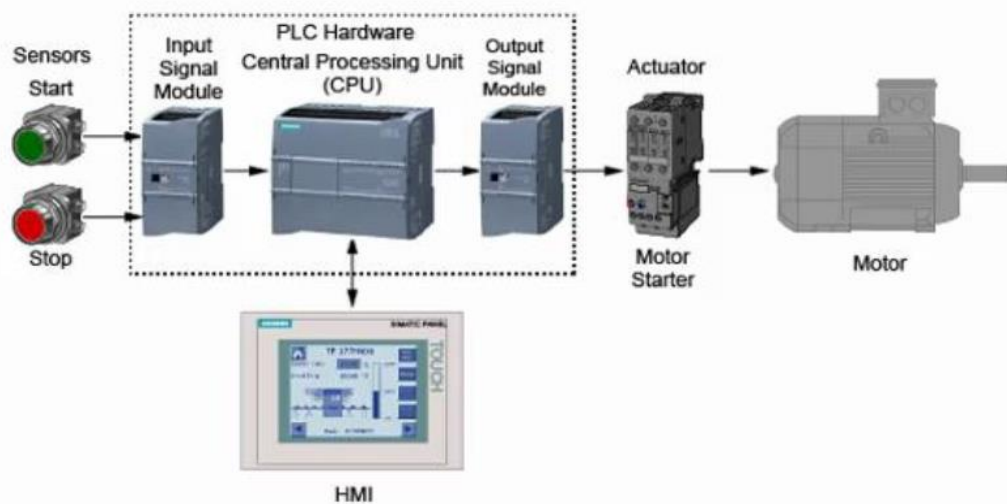 PLC Hardware
Sensors
Start
Input
Signal
Module
Central Processing Unit
(CPU)
Output
Signal
Module
Actuator
SIEMENS
Stop
Motor
Starter
Motor
SIEMENS
SIMATIC PANEL
TOUCH
HMI